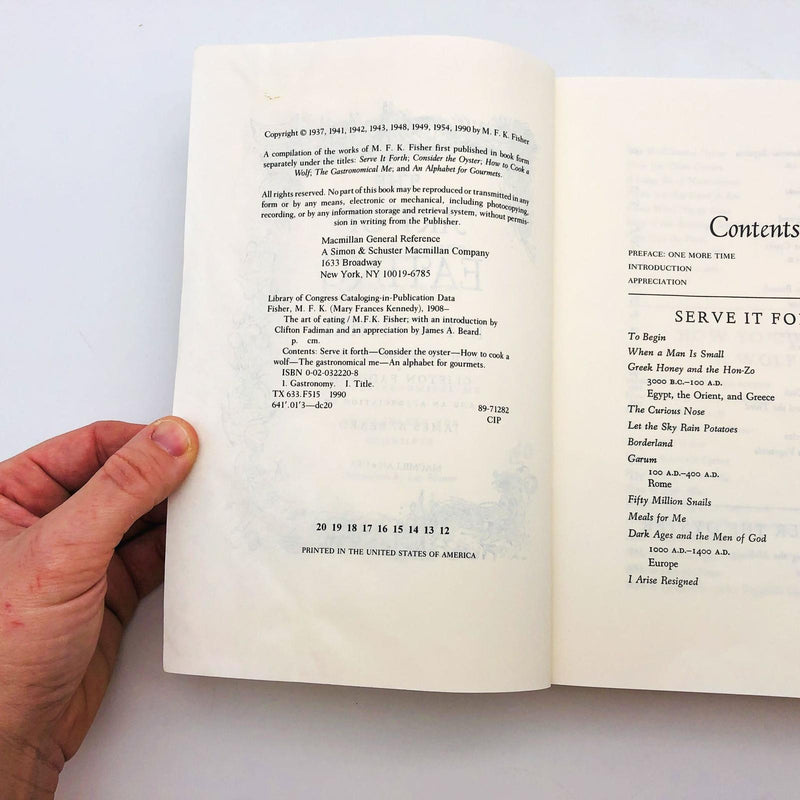 Copyright © 1937, 1941, 1942, 1943, 1948, 1949, 1954, 1990 by M. F. K. Fisher
A compilation of the works of M. F. K. Fisher first published in book form
separately under the titles: Serve It Forth; Consider the Oyster; How to Cook a
Wolf; The Gastronomical Me; and An Alphabet for Gourmets.
All rights reserved. No part of this book may be reproduced or transmitted in any
form or by any means, electronic or mechanical, including photocopying,
recording, or by any information storage and retrieval system, without permis-
sion in writing from the Publisher.
Macmillan General Reference
A Simon & Schuster Macmillan Company
1633 Broadway
New York, NY 10019-6785
Library of Congress Cataloging-in-Publication Data
Fisher, M. F. K. (Mary Frances Kennedy), 1908–
The art of eating / M.F.K. Fisher; with an introduction by
Clifton Fadiman and an appreciation by James A. Beard.
p. cm.
Contents: Serve it forth—Consider the oyster—How to cook a
wolf—The gastronomical me—An alphabet for gourmets.
ISBN 0-02-032220-8
1. Gastronomy. I. Title.
TX 633.F515 1990
641'.01'3—dc20 89-71282
CIP
20 19 18 17 16 15 14 13 12
PRINTED IN THE UNITED STATES OF AMERICA
Contents
PREFACE: ONE MORE TIME
INTRODUCTION
APPRECIATION
SERVE IT FO
To Begin
When a Man Is Small
Greek Honey and the Hon-Zo
3000 B.C.–100 A.D.
Egypt, the Orient, and Greece
The Curious Nose
Let the Sky Rain Potatoes
Borderland
Garum
100 A.D.–400 A.D.
Rome
Fifty Million Snails
Meals for Me
Dark Ages and the Men of God
1000 A.D.–1400 A.D.
Europe
I Arise Resigned